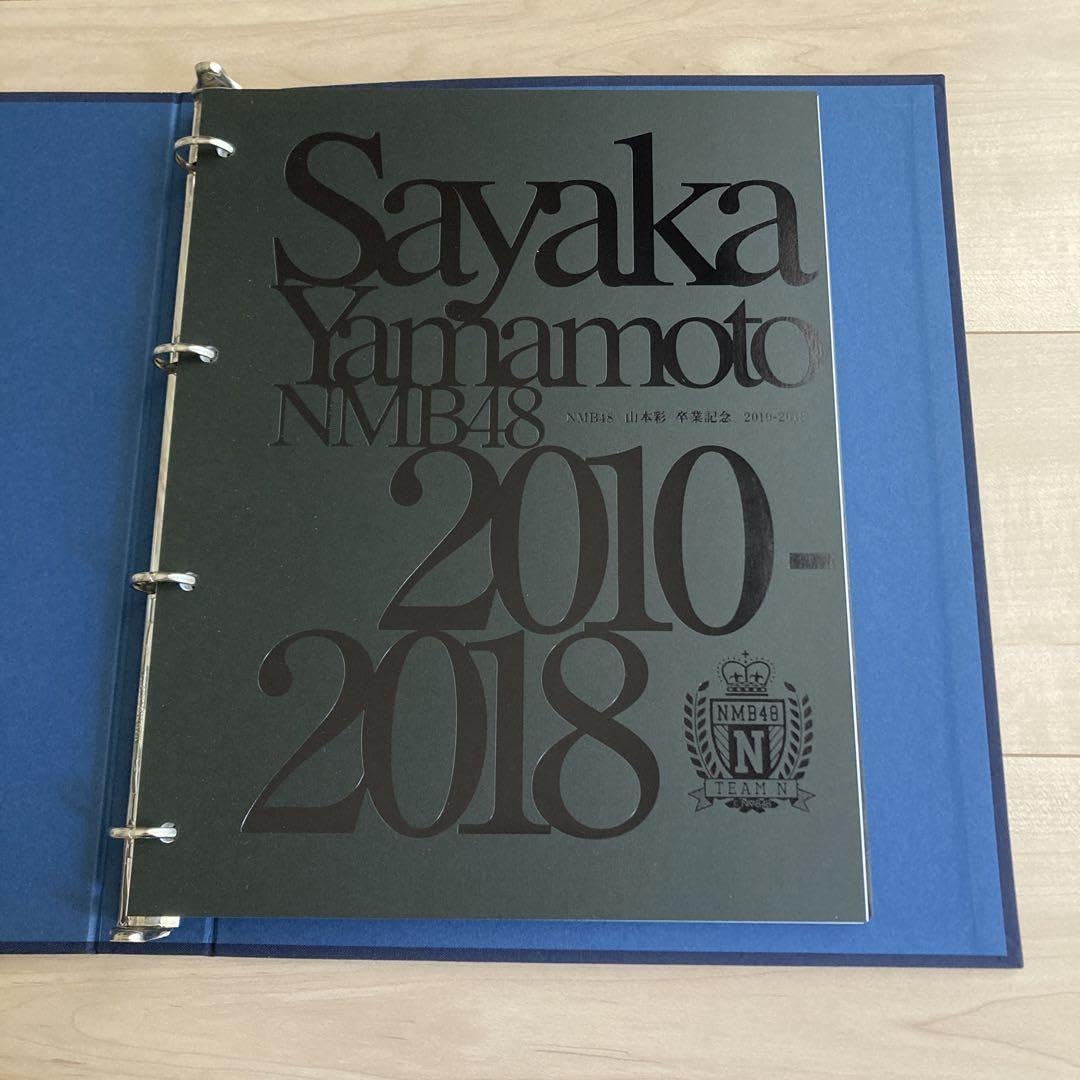 Sayaka
Yamamoto
NMB48
NMB48 山本彩 卒業記念 2010-2018
2010-
2018
NMB48
N
TEAM N